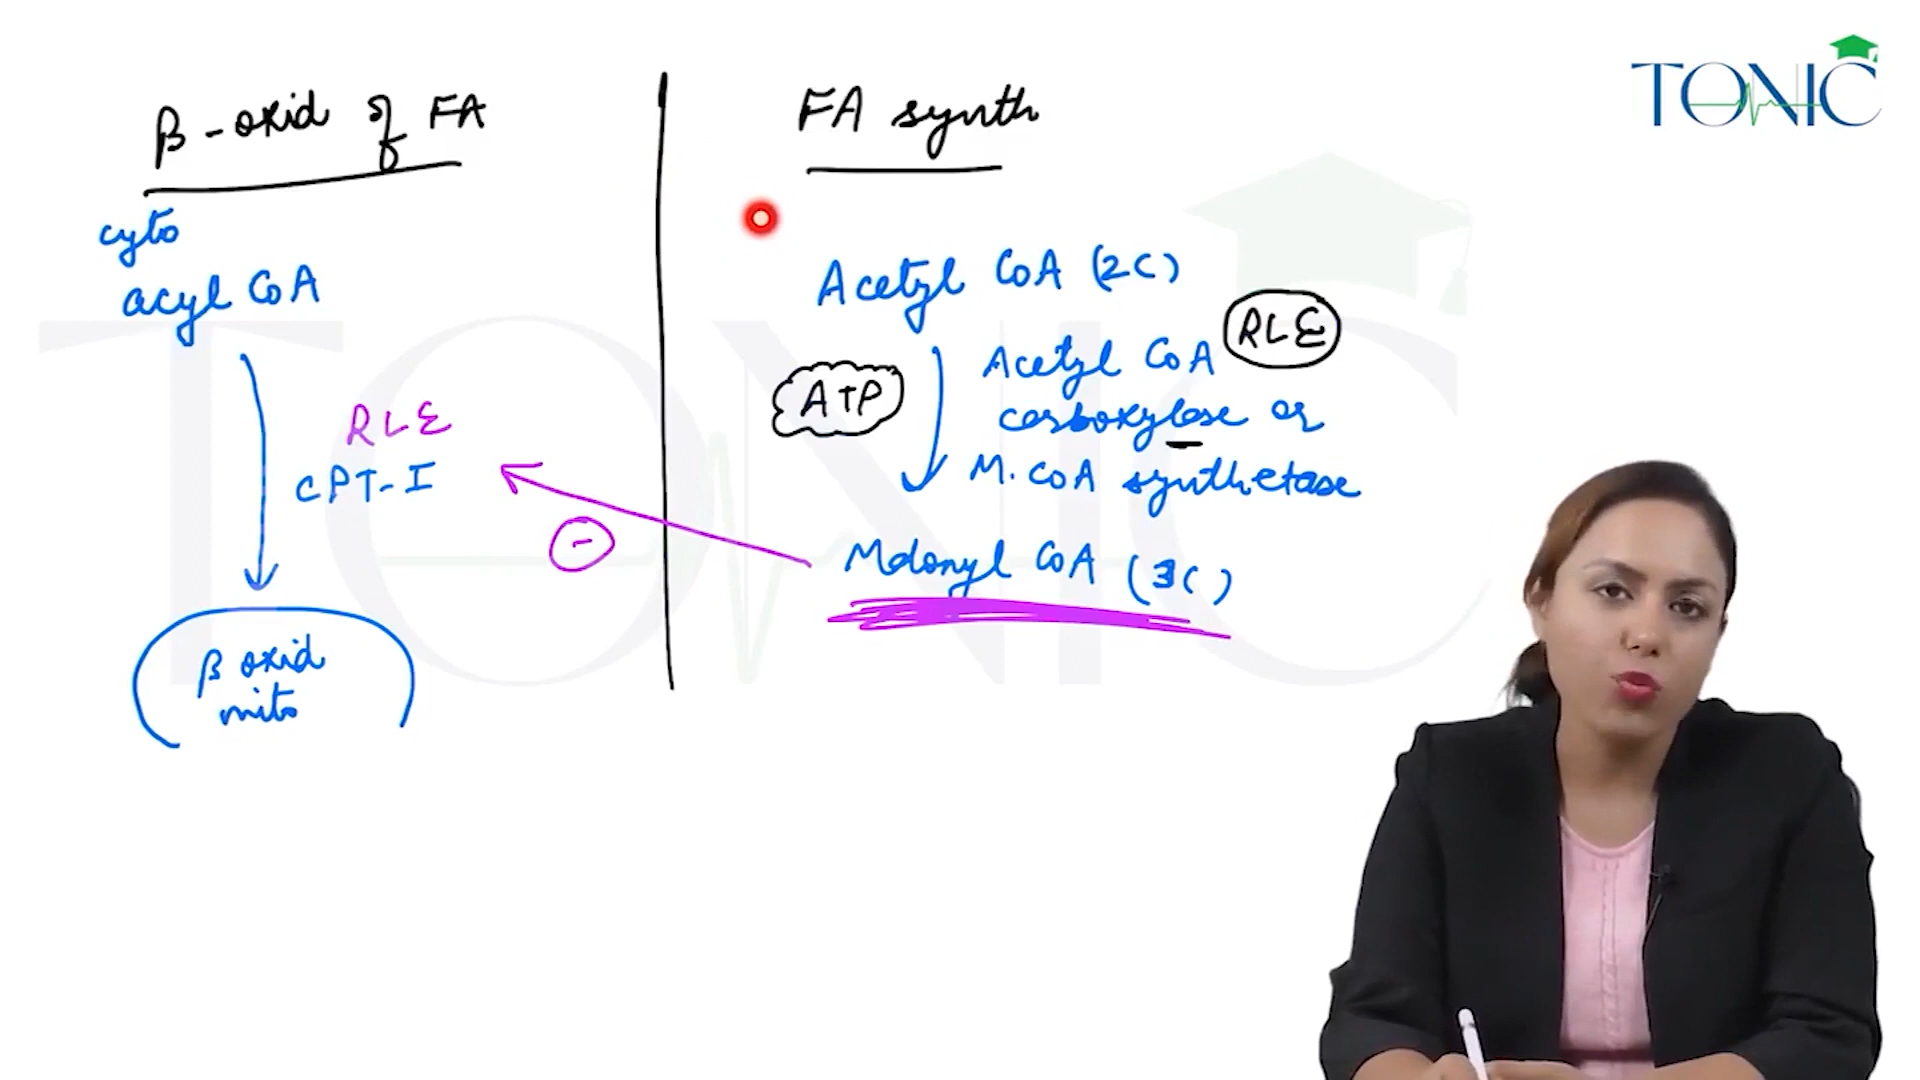 β-oxid of FA
cyto
acyl CoA
RLE
CPT-I
-
β oxid
mito
FA synth
Acetyl CoA (2C)
ATP
Acetyl CoA
RLE
carboxylase or
M. CoA synthetase
Malonyl CoA (3C)
TONIC
TONIC